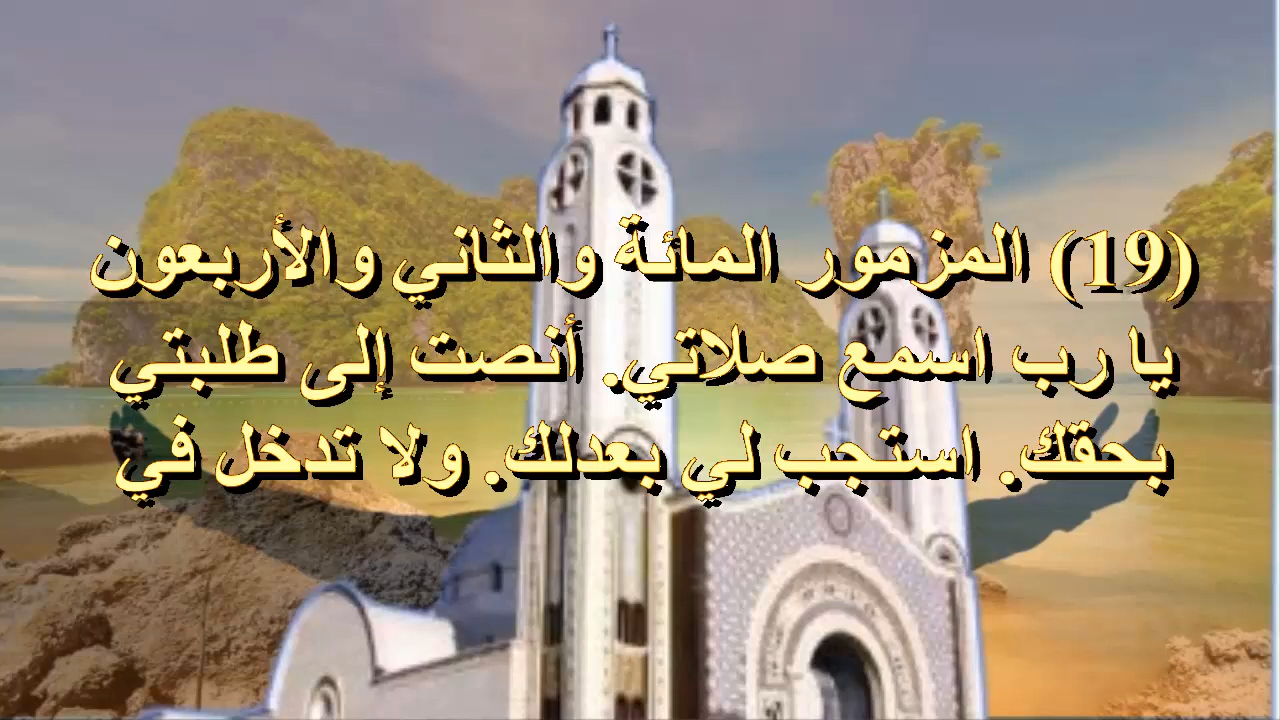 (19) المزمور المائة والثاني والأربعون
يا رب اسمع صلاتي. أنصت إلى طلبتي
بحقك. استجب لي بعدلك. ولا تدخل في